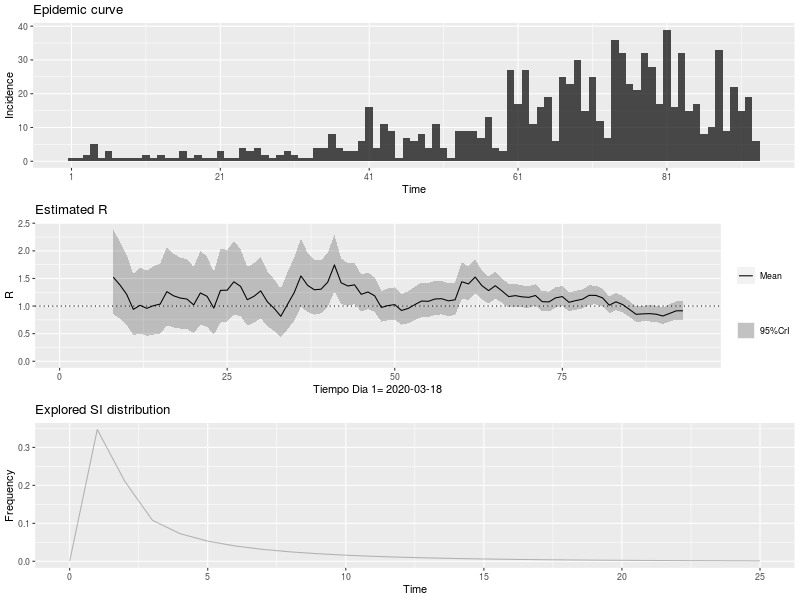 Epidemic curve
40
30
20
10
0
Incidence
1
21
41
61
81
Time
Estimated R
2.5
2.0
1.5
1.0
0.5
0.0
R
0
25
50
75
Tiempo Dia 1= 2020-03-18
Mean
95%CrI
Explored SI distribution
0.3
0.2
0.1
0.0
Frequency
0
5
10
15
20
25
Time